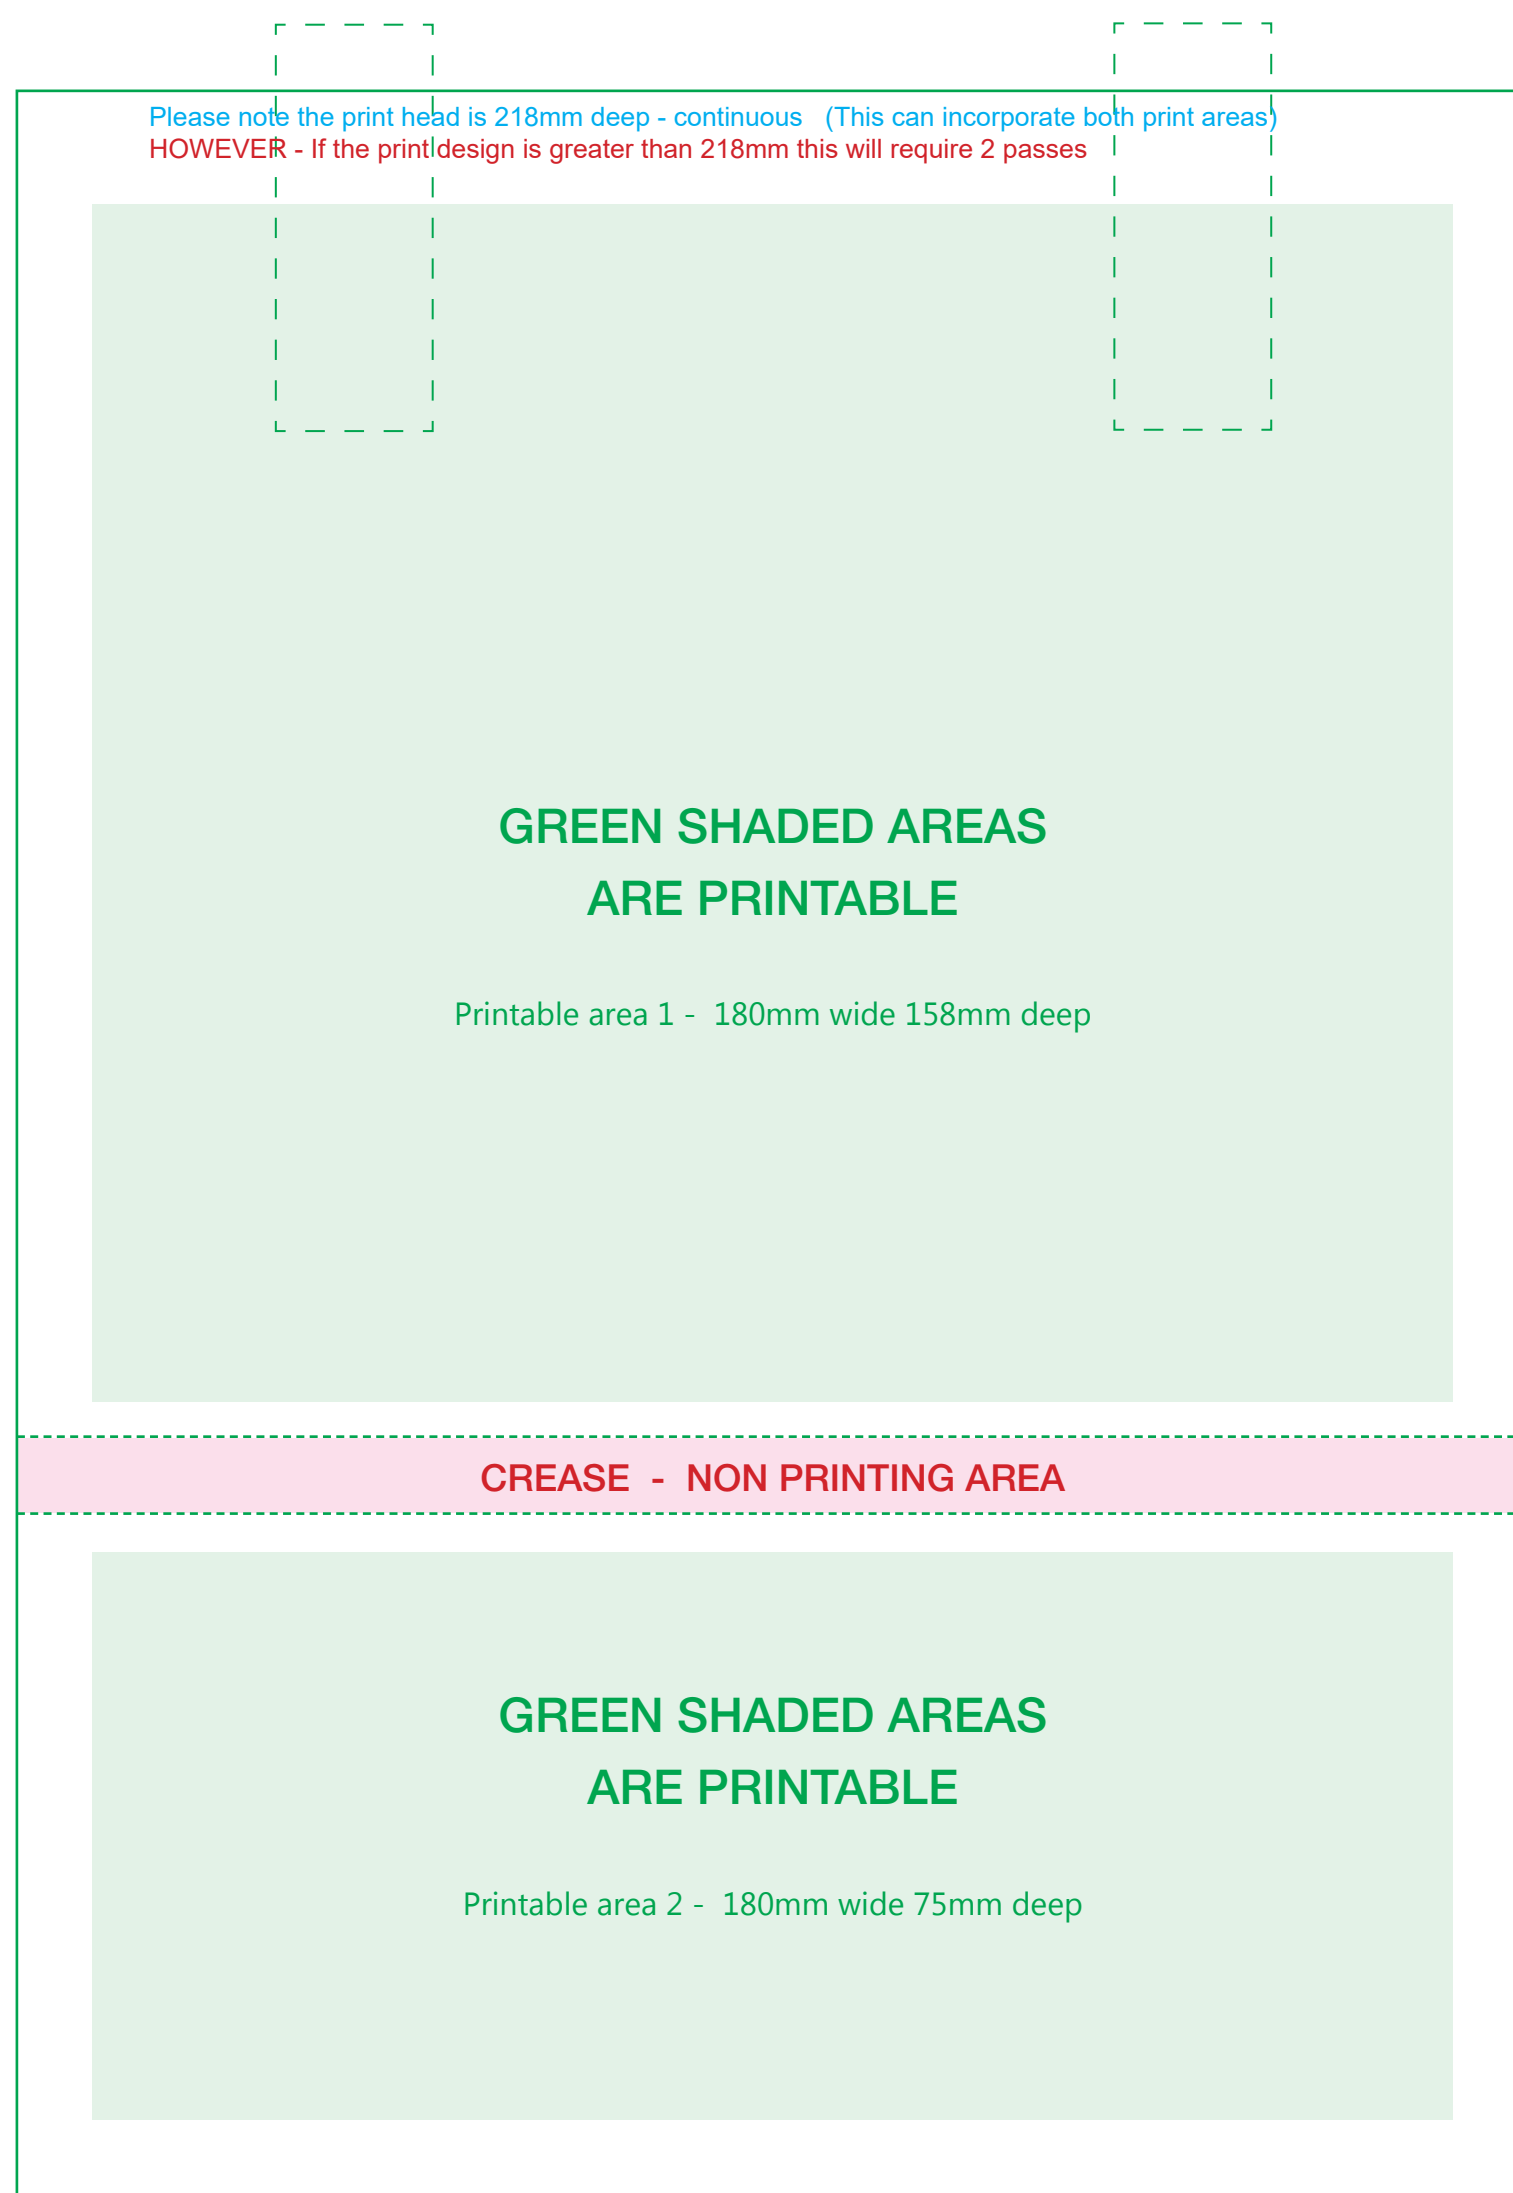 Please note the print head is 218mm deep - continuous (This can incorporate both print areas)
HOWEVER - If the print design is greater than 218mm this will require 2 passes
GREEN SHADED AREAS
ARE PRINTABLE
Printable area 1 - 180mm wide 158mm deep
CREASE - NON PRINTING AREA
GREEN SHADED AREAS
ARE PRINTABLE
Printable area 2 - 180mm wide 75mm deep